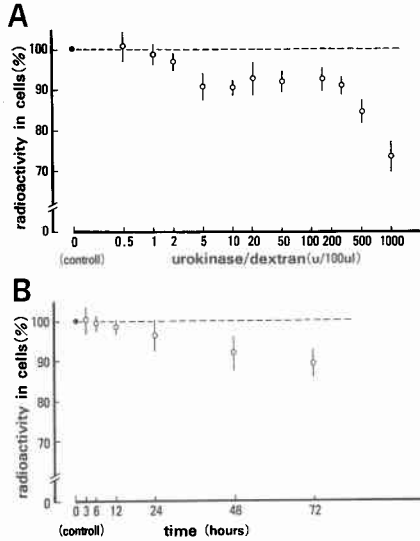 A
radioactivity in cells(%)
100
90
80
70
0
0 0.5 1 2 5 10 20 50 100 200 500 1000
(controll)
urokinase/dextran(u/100ul)
B
radioactivity in cells(%)
100
90
80
70
0
0 3 6 12 24 48 72
(controll)
time (hours)